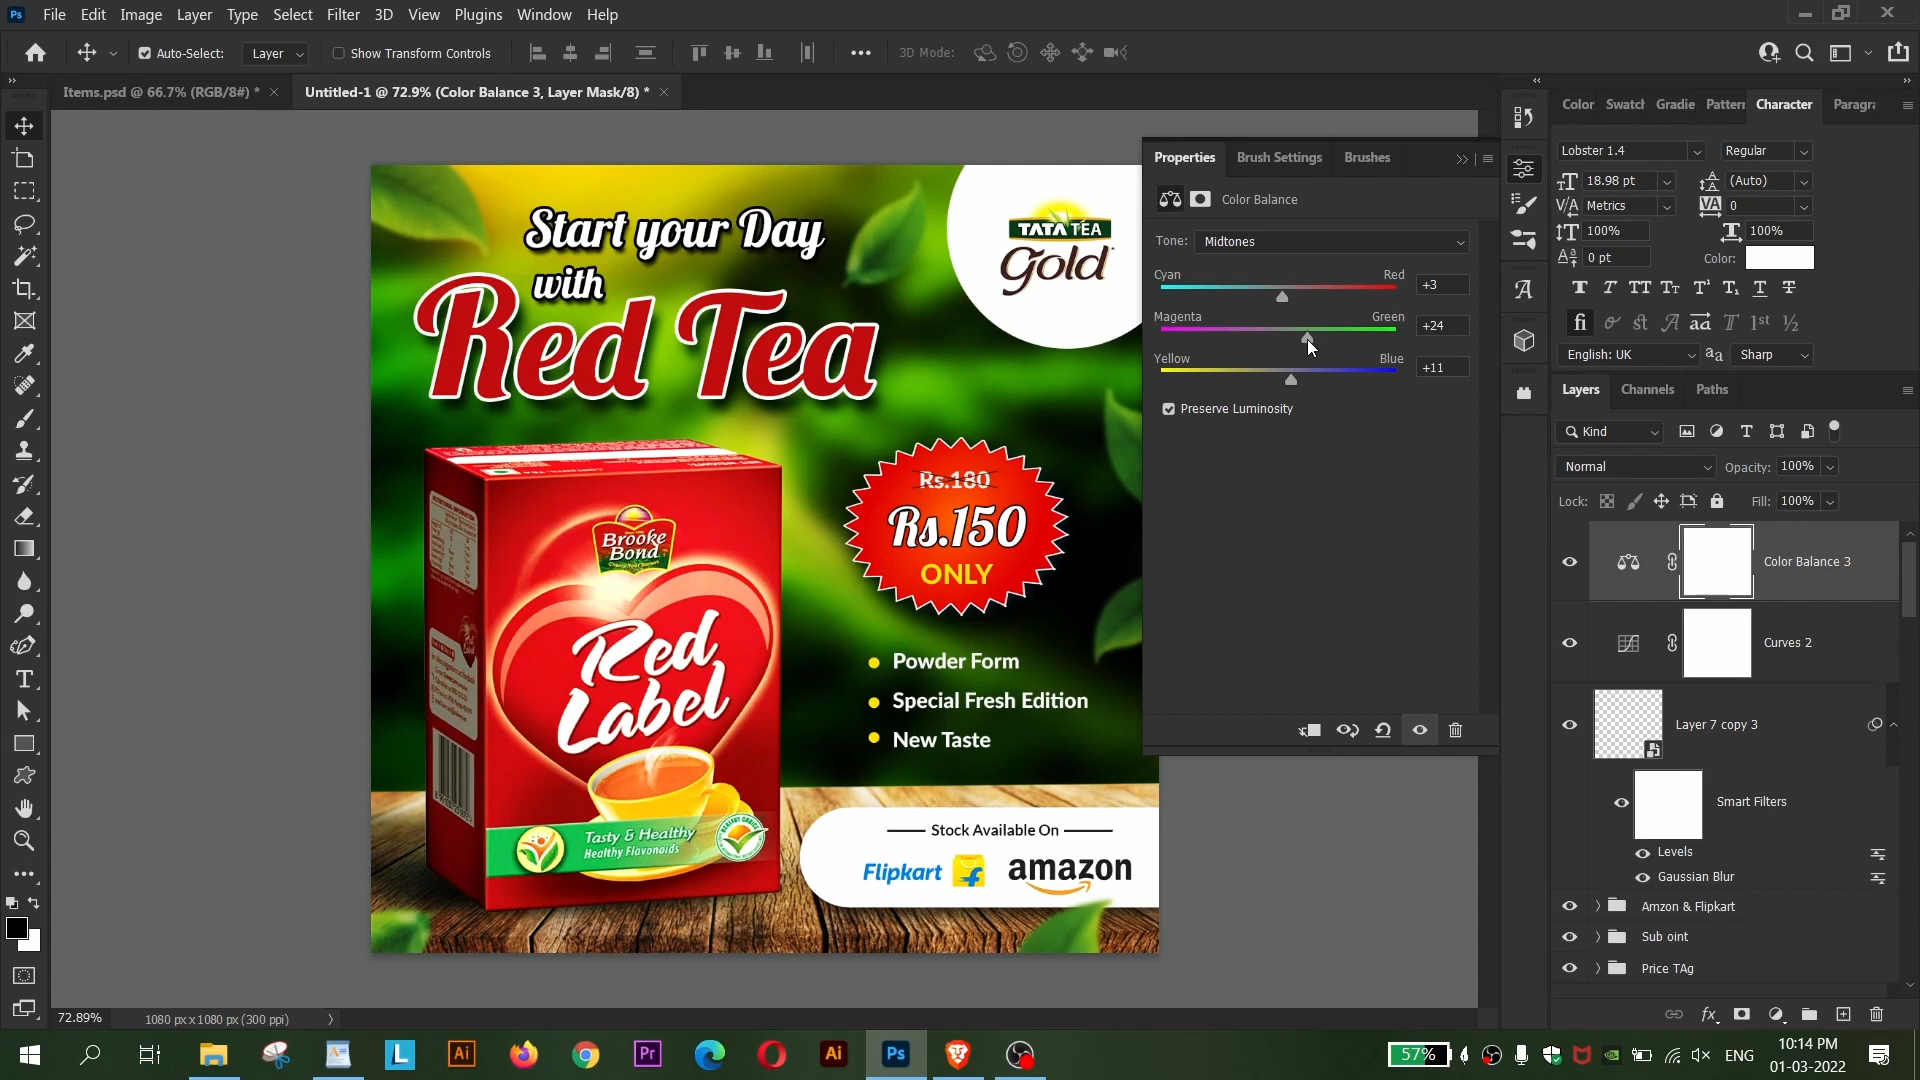 Ps File Edit Image Layer Type Select Filter 3D View Plugins Window Help
Auto-Select: Layer Show Transform Controls 3D Mode:
Items.psd @ 66.7% (RGB/8#) * Untitled-1 @ 72.9% (Color Balance 3, Layer Mask/8) *
Start your Day
with
Red Tea
TATA TEA
Gold
Brooke
Bond
Red
Label
Tasty & Healthy
Healthy Flavonoids
Rs.180
Rs.150
ONLY
Powder Form
Special Fresh Edition
New Taste
Stock Available On
Flipkart amazon
Properties Brush Settings Brushes
Color Balance
Tone: Midtones
Cyan Red +3
Magenta Green +24
Yellow Blue +11
Preserve Luminosity
Color Swatch Gradie Pattern Character Paragra
Lobster 1.4 Regular
18.98 pt (Auto)
Metrics 0
100% 100%
0 pt Color:
English: UK Sharp
Layers Channels Paths
Kind
Normal Opacity: 100%
Lock: Fill: 100%
Color Balance 3
Curves 2
Layer 7 copy 3
Smart Filters
Levels
Gaussian Blur
Amzon & Flipkart
Sub oint
Price TAg
72.89% 1080 px x 1080 px (300 ppi)
L Ai Pr Ai Ps 57% ENG 10:14 PM
01-03-2022